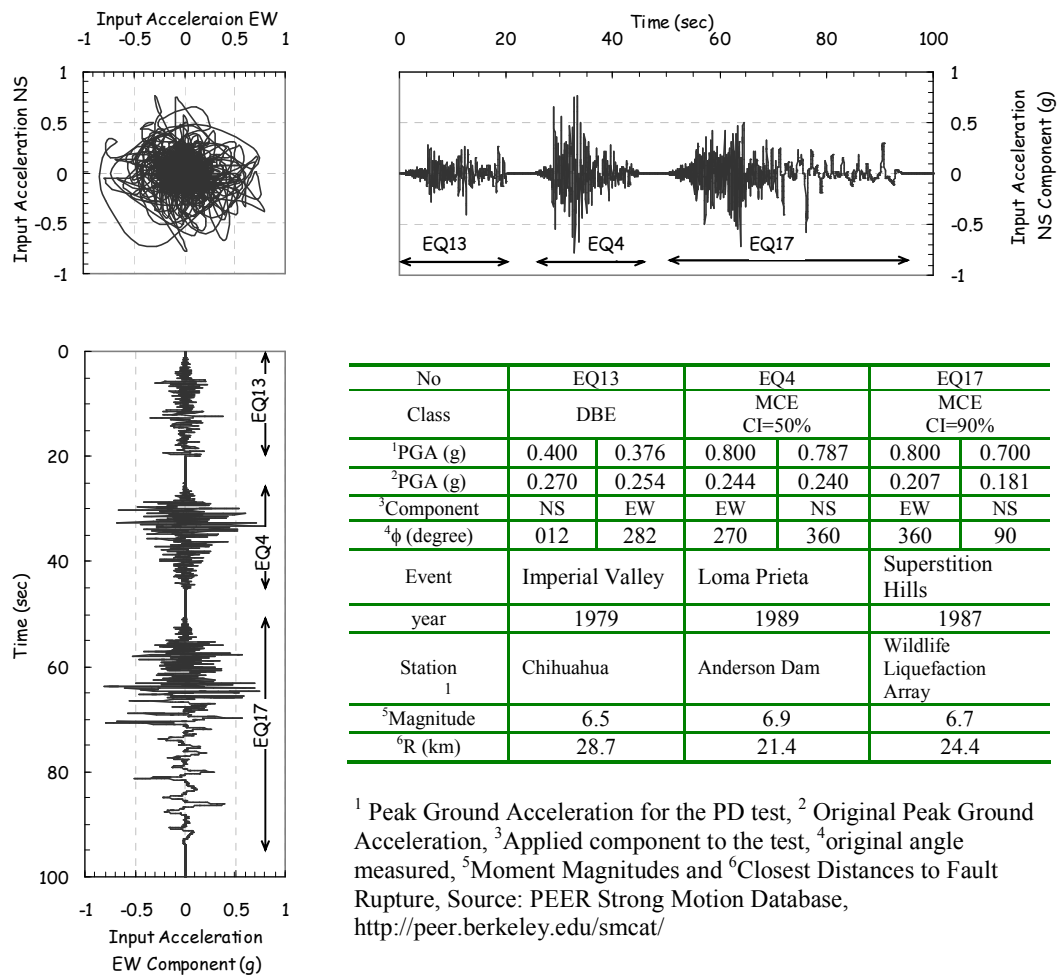 Input Acceleraion EW
-1 -0.5 0 0.5 1
Input Acceleration NS
1
0.5
0
-0.5
-1
Time (sec)
0 20 40 60 80 100
1
0.5
0
-0.5
-1
Input Acceleration
NS Component (g)
EQ13 EQ4 EQ17
0
20
40
60
80
100
Time (sec)
EQ13
EQ4
EQ17
-1 -0.5 0 0.5 1
Input Acceleration
EW Component (g)
No EQ13 EQ4 EQ17
Class DBE MCE CI=50% MCE CI=90%
1PGA (g) 0.400 0.376 0.800 0.787 0.800 0.700
2PGA (g) 0.270 0.254 0.244 0.240 0.207 0.181
3Component NS EW EW NS EW NS
4ϕ (degree) 012 282 270 360 360 90
Event Imperial Valley Loma Prieta Superstition Hills
year 1979 1989 1987
Station 1 Chihuahua Anderson Dam Wildlife Liquefaction Array
5Magnitude 6.5 6.9 6.7
6R (km) 28.7 21.4 24.4
1 Peak Ground Acceleration for the PD test, 2 Original Peak Ground
Acceleration, 3Applied component to the test, 4original angle
measured, 5Moment Magnitudes and 6Closest Distances to Fault
Rupture, Source: PEER Strong Motion Database,
http://peer.berkeley.edu/smcat/